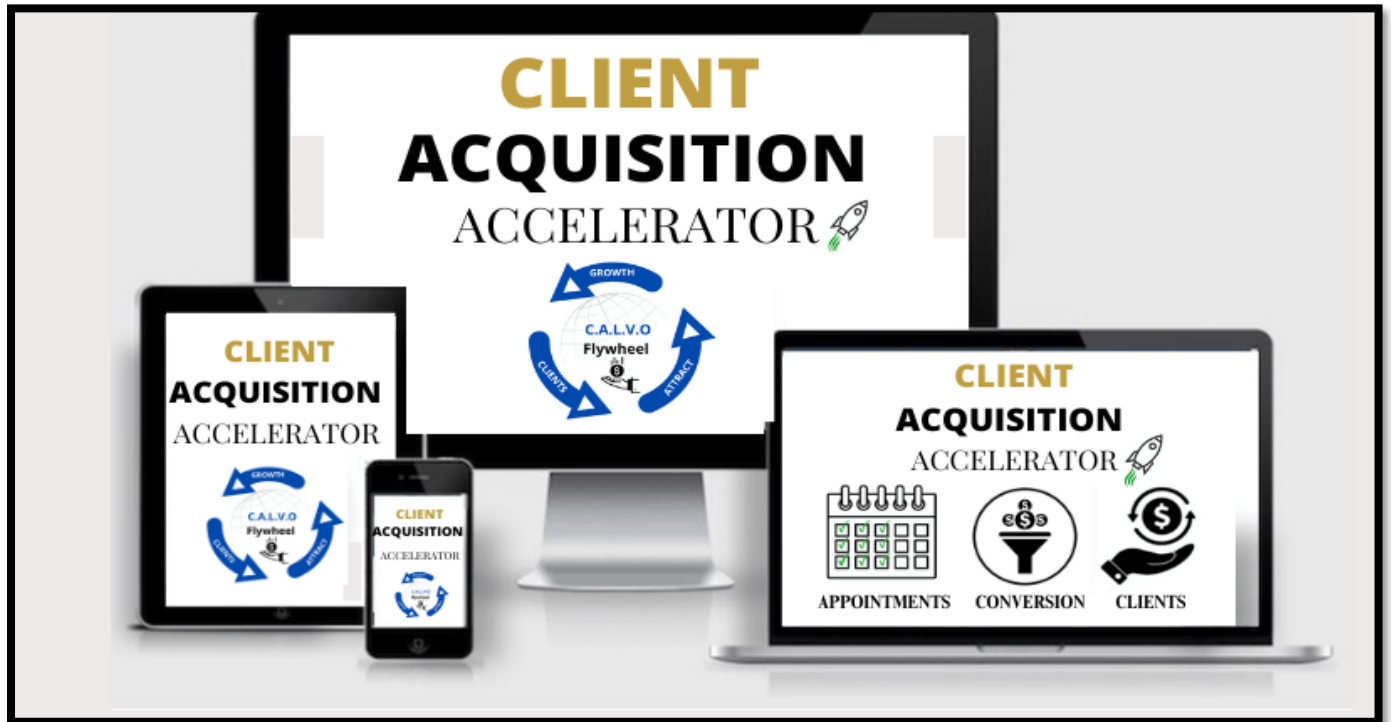 CLIENT
ACQUISITION
ACCELERATOR
GROWTH
C.A.L.V.O
Flywheel
CLIENTS
ATTRACT
CLIENT
ACQUISITION
ACCELERATOR
GROWTH
C.A.L.V.O
Flywheel
CLIENTS
ATTRACT
CLIENT
ACQUISITION
ACCELERATOR
C.A.L.V.O
Flywheel
CLIENT
ACQUISITION
ACCELERATOR
APPOINTMENTS CONVERSION CLIENTS